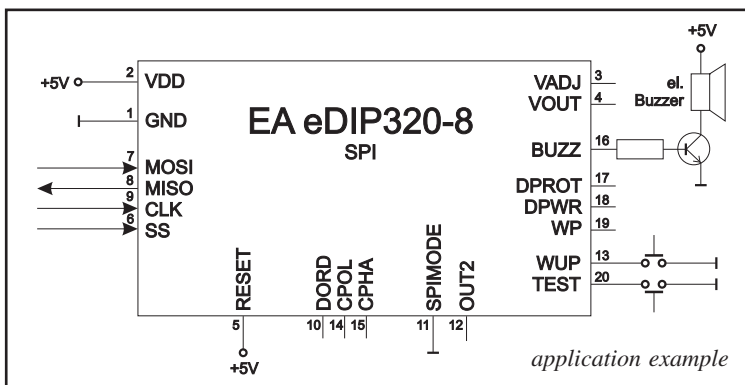 +5V
2
VDD
+5V
1
GND
EA eDIP320-8
SPI
7
MOSI
8
MISO
9
CLK
6
SS
VADJ
3
VOUT
4
el.
Buzzer
BUZZ
16
DPROT
17
DPWR
18
WP
19
WUP
13
TEST
20
RESET
DORD
CPOL
CPHA
SPIMODE
OUT2
5
10
14
15
11
12
+5V
application example